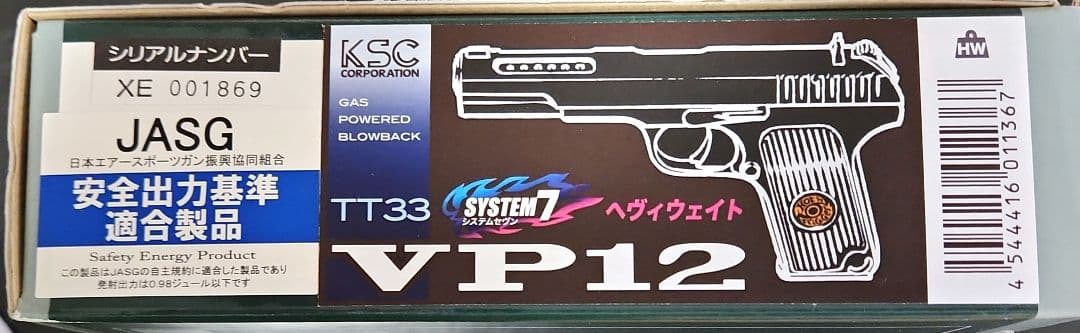 シリアルナンバー
XE 001869
JASG
日本エアースポーツガン振興協同組合
安全出力基準
適合製品
Safety Energy Product
この製品はJASGの自主規約に適合した製品であり
発射出力は0.98ジュール以下です
KSC
CORPORATION
GAS
POWERED
BLOWBACK
TT33
SYSTEM7
システムセヴン
ヘヴィウェイト
VP12
HW
4 544416 011367